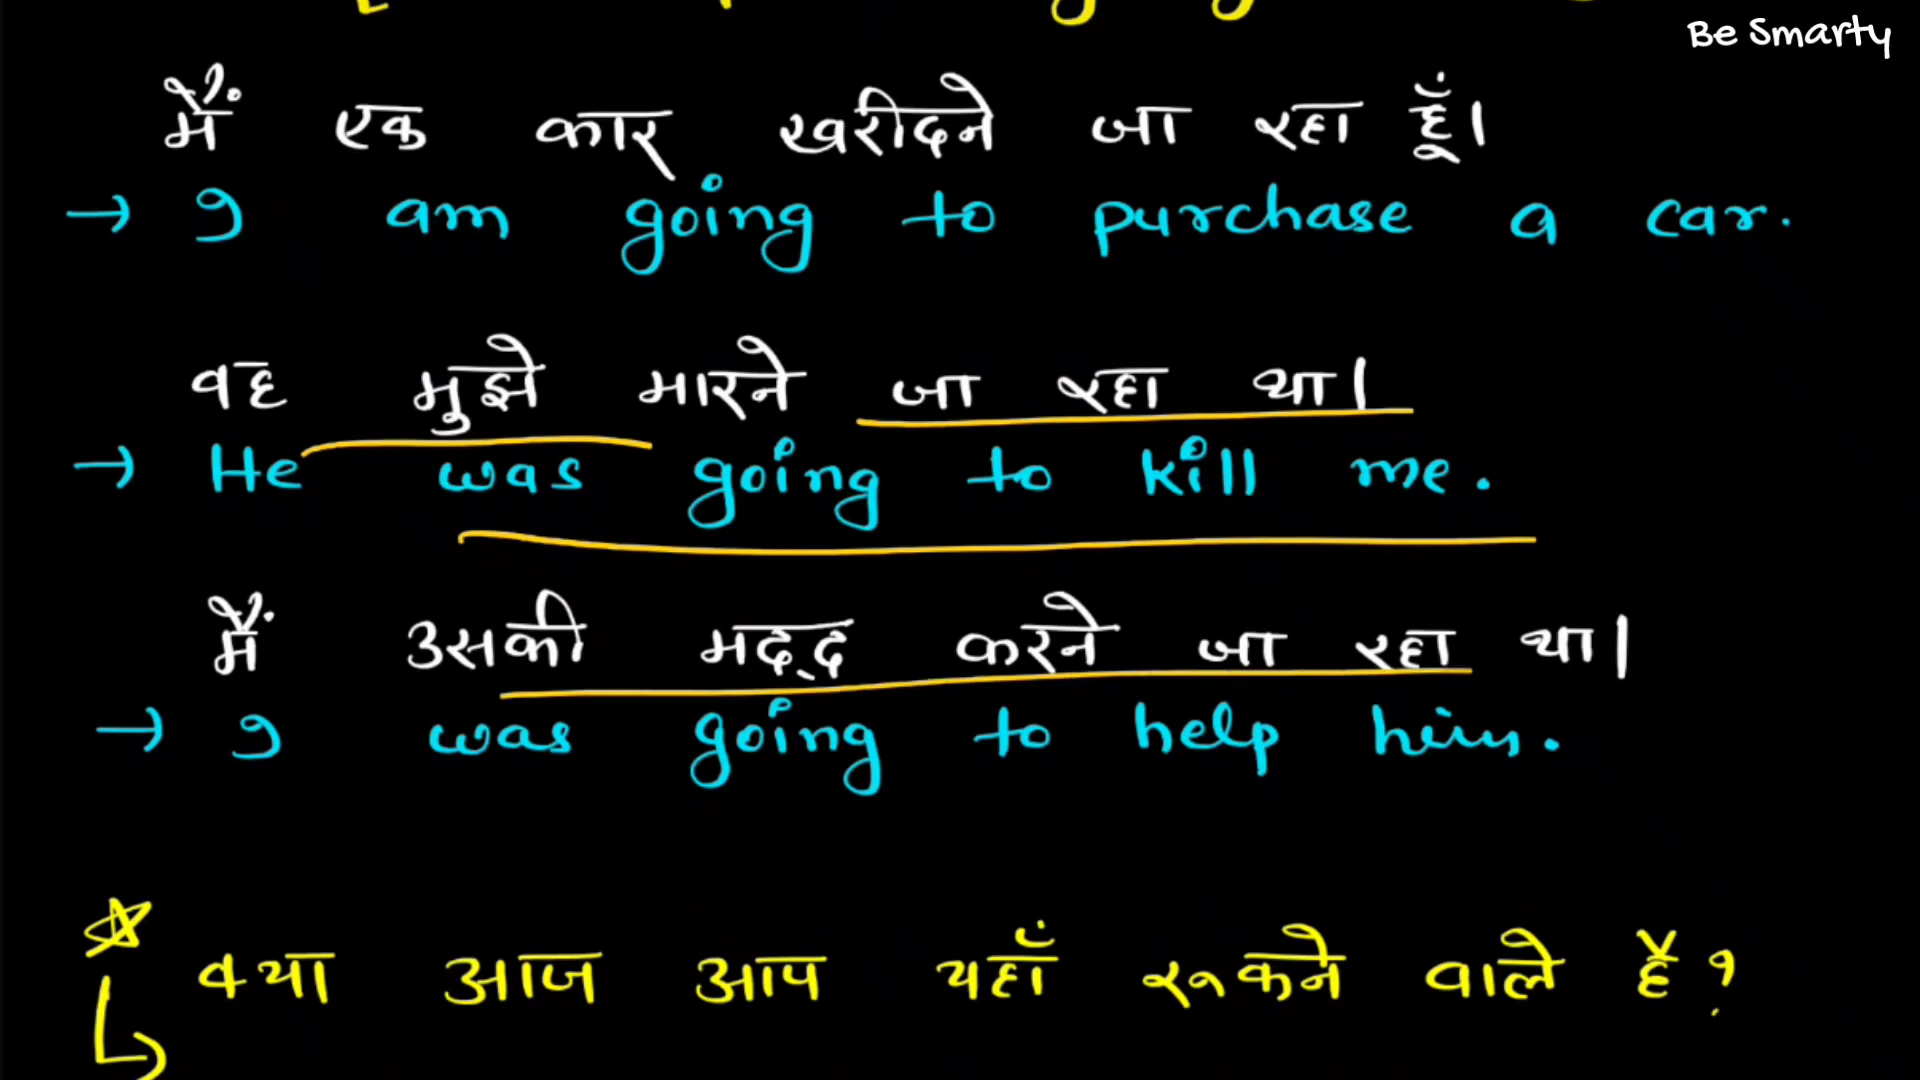 Be Smarty
मैं एक कार खरीदने जा रहा हूँ।
→ I am going to purchase a car.
वह मुझे मारने जा रहा था।
→ He was going to kill me.
मैं उसकी मदद करने जा रहा था।
→ I was going to help him.
क्या आज आप यहाँ रूकने वाले हैं?